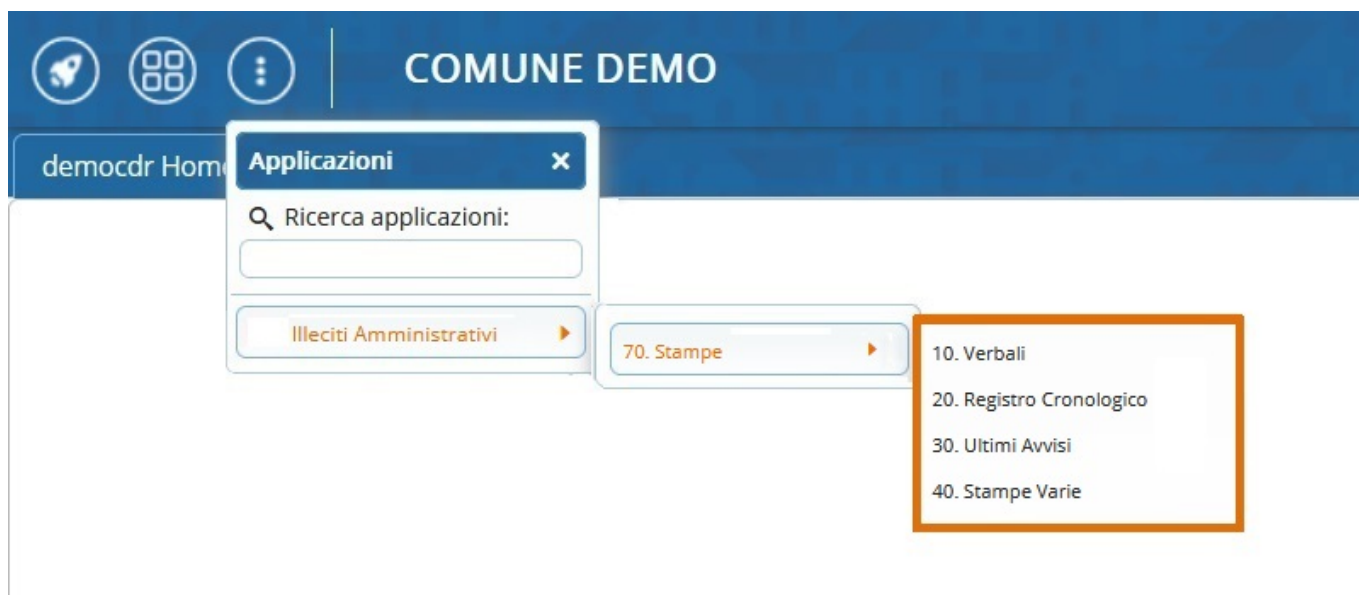 COMUNE DEMO
democdr Home
Applicazioni
Ricerca applicazioni:
Illeciti Amministrativi
70. Stampe
10. Verbali
20. Registro Cronologico
30. Ultimi Avvisi
40. Stampe Varie